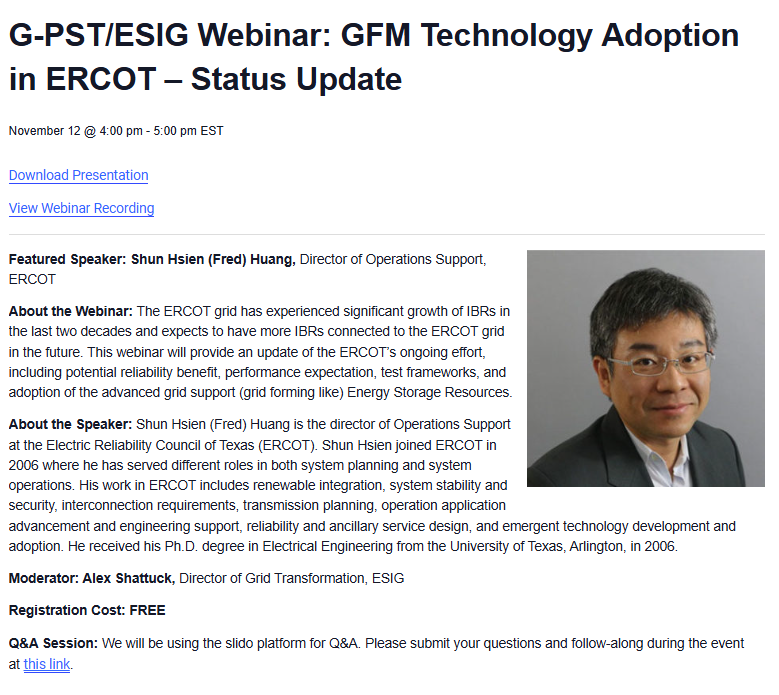 G-PST/ESIG Webinar: GFM Technology Adoption
in ERCOT – Status Update
November 12 @ 4:00 pm - 5:00 pm EST
Download Presentation
View Webinar Recording
Featured Speaker: Shun Hsien (Fred) Huang, Director of Operations Support,
ERCOT
About the Webinar: The ERCOT grid has experienced significant growth of IBRs in
the last two decades and expects to have more IBRs connected to the ERCOT grid
in the future. This webinar will provide an update of the ERCOT’s ongoing effort,
including potential reliability benefit, performance expectation, test frameworks, and
adoption of the advanced grid support (grid forming like) Energy Storage Resources.
About the Speaker: Shun Hsien (Fred) Huang is the director of Operations Support
at the Electric Reliability Council of Texas (ERCOT). Shun Hsien joined ERCOT in
2006 where he has served different roles in both system planning and system
operations. His work in ERCOT includes renewable integration, system stability and
security, interconnection requirements, transmission planning, operation application
advancement and engineering support, reliability and ancillary service design, and emergent technology development and
adoption. He received his Ph.D. degree in Electrical Engineering from the University of Texas, Arlington, in 2006.
Moderator: Alex Shattuck, Director of Grid Transformation, ESIG
Registration Cost: FREE
Q&A Session: We will be using the slido platform for Q&A. Please submit your questions and follow-along during the event
at this link.